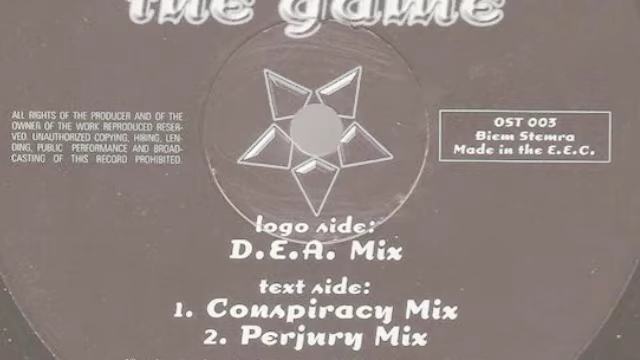 the game
ALL RIGHTS OF THE PRODUCER AND OF THE
OWNER OF THE WORK REPRODUCED RESER-
VED. UNAUTHORIZED COPYING, HIRING, LEN-
DING, PUBLIC PERFORMANCE AND BROAD-
CASTING OF THIS RECORD PROHIBITED.
OST 003
Biem Stemra
Made in the E.E.C.
logo side:
D.E.A. Mix
text side:
1. Conspiracy Mix
2. Perjury Mix